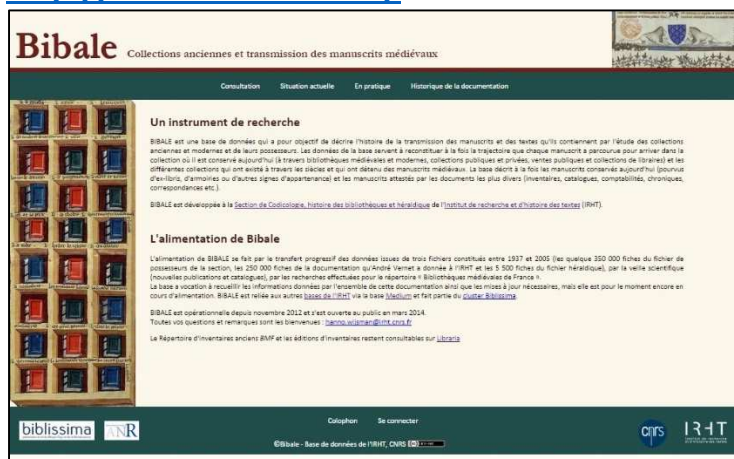 Bibale Collections anciennes et transmission des manuscrits médiévaux
Consultation Situation actuelle En pratique Historique de la documentation
Un instrument de recherche
BIBALE est une base de données qui a pour objectif de décrire l'histoire de la transmission des manuscrits et des textes qu'ils contiennent par l'étude des collections
anciennes et modernes et de leurs possesseurs. Les données de la base servent à reconstituer à la fois la trajectoire que chaque manuscrit a parcourue pour arriver dans la
collection où il est conservé aujourd'hui (à travers bibliothèques médiévales et modernes, collections publiques et privées, ventes publiques et collections de libraires) et les
différentes collections qui ont existé à travers les siècles et qui ont détenu des manuscrits médiévaux. La base décrit à la fois les manuscrits conservés aujourd'hui (pourvus
d'ex-libris, d'armoiries ou d'autres signes d'appartenance) et les manuscrits attestés par les documents les plus divers (inventaires, catalogues, comptabilités, chroniques,
correspondances etc.).
BIBALE est développée à la Section de Codicologie, histoire des bibliothèques et héraldique de l'Institut de recherche et d'histoire des textes (IRHT).
L'alimentation de Bibale
L'alimentation de BIBALE se fait par le transfert progressif des données issues de trois fichiers constitués entre 1937 et 2005 (les quelque 350 000 fiches du fichier de
possesseurs de la section, les 250 000 fiches de la documentation qu'André Vernet a donnée à l'IRHT et les 5 500 fiches du fichier héraldique), par la veille scientifique
(nouvelles publications et catalogues), par les recherches effectuées pour le répertoire « Bibliothèques médiévales de France ».
La base a vocation à recueillir les informations données par l'ensemble de cette documentation ainsi que les mises à jour nécessaires, mais elle est pour le moment encore en
cours d'alimentation. BIBALE est reliée aux autres bases de l'IRHT via la base Medium et fait partie du cluster Biblissima.
BIBALE est opérationnelle depuis novembre 2012 et s'est ouverte au public en mars
2014.
Toutes vos questions et remarques sont les bienvenues : hanno.wijsman@irht.cnrs.fr
Le Répertoire d'inventaires anciens BMF et les éditions d'inventaires restent consultables sur Libraria
Colophon Se connecter
biblissima ANR
cnrs IRHT
©Bibale - Base de données de l'IRHT, CNRS